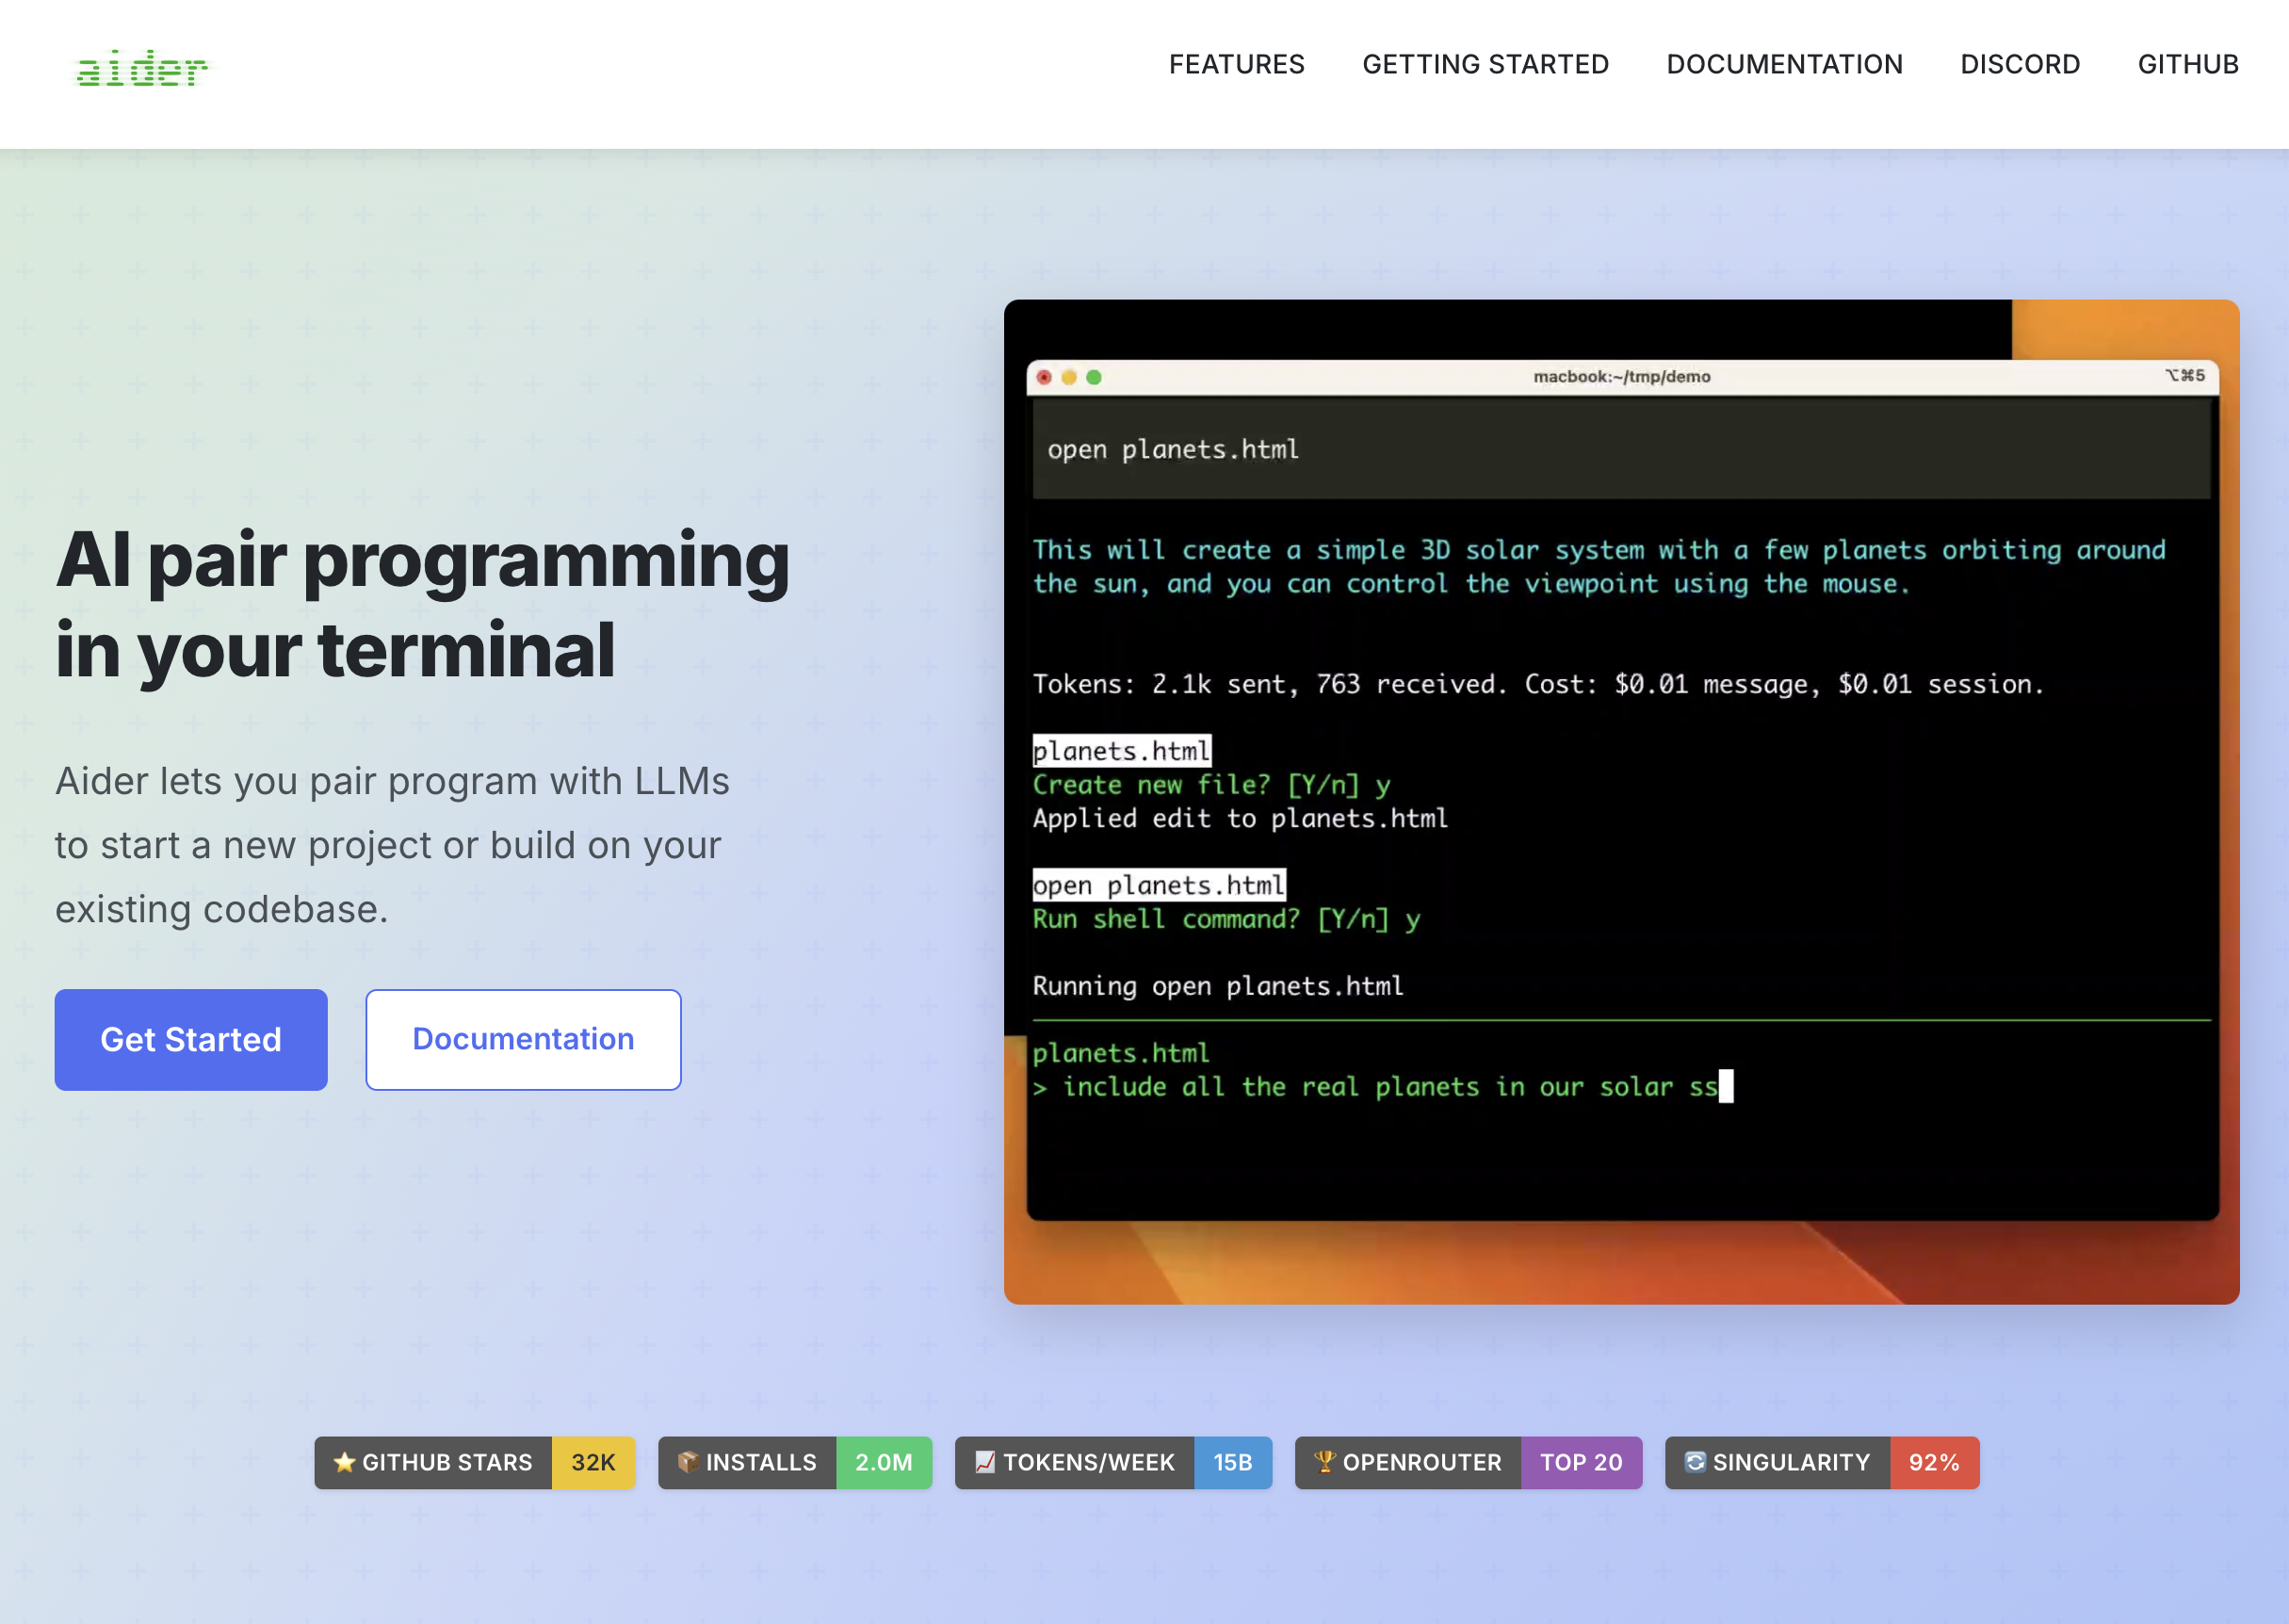 aider
FEATURES
GETTING STARTED
DOCUMENTATION
DISCORD
GITHUB
AI pair programming
in your terminal
Aider lets you pair program with LLMs
to start a new project or build on your
existing codebase.
Get Started
Documentation
macbook:~/tmp/demo
⌥⌘5
open planets.html
This will create a simple 3D solar system with a few planets orbiting around
the sun, and you can control the viewpoint using the mouse.
Tokens: 2.1k sent, 763 received. Cost: $0.01 message, $0.01 session.
planets.html
Create new file? [Y/n] y
Applied edit to planets.html
open planets.html
Run shell command? [Y/n] y
Running open planets.html
planets.html
> include all the real planets in our solar ss
⭐ GITHUB STARS 32K
📦 INSTALLS 2.0M
📈 TOKENS/WEEK 15B
🏆 OPENROUTER TOP 20
🔄 SINGULARITY 92%